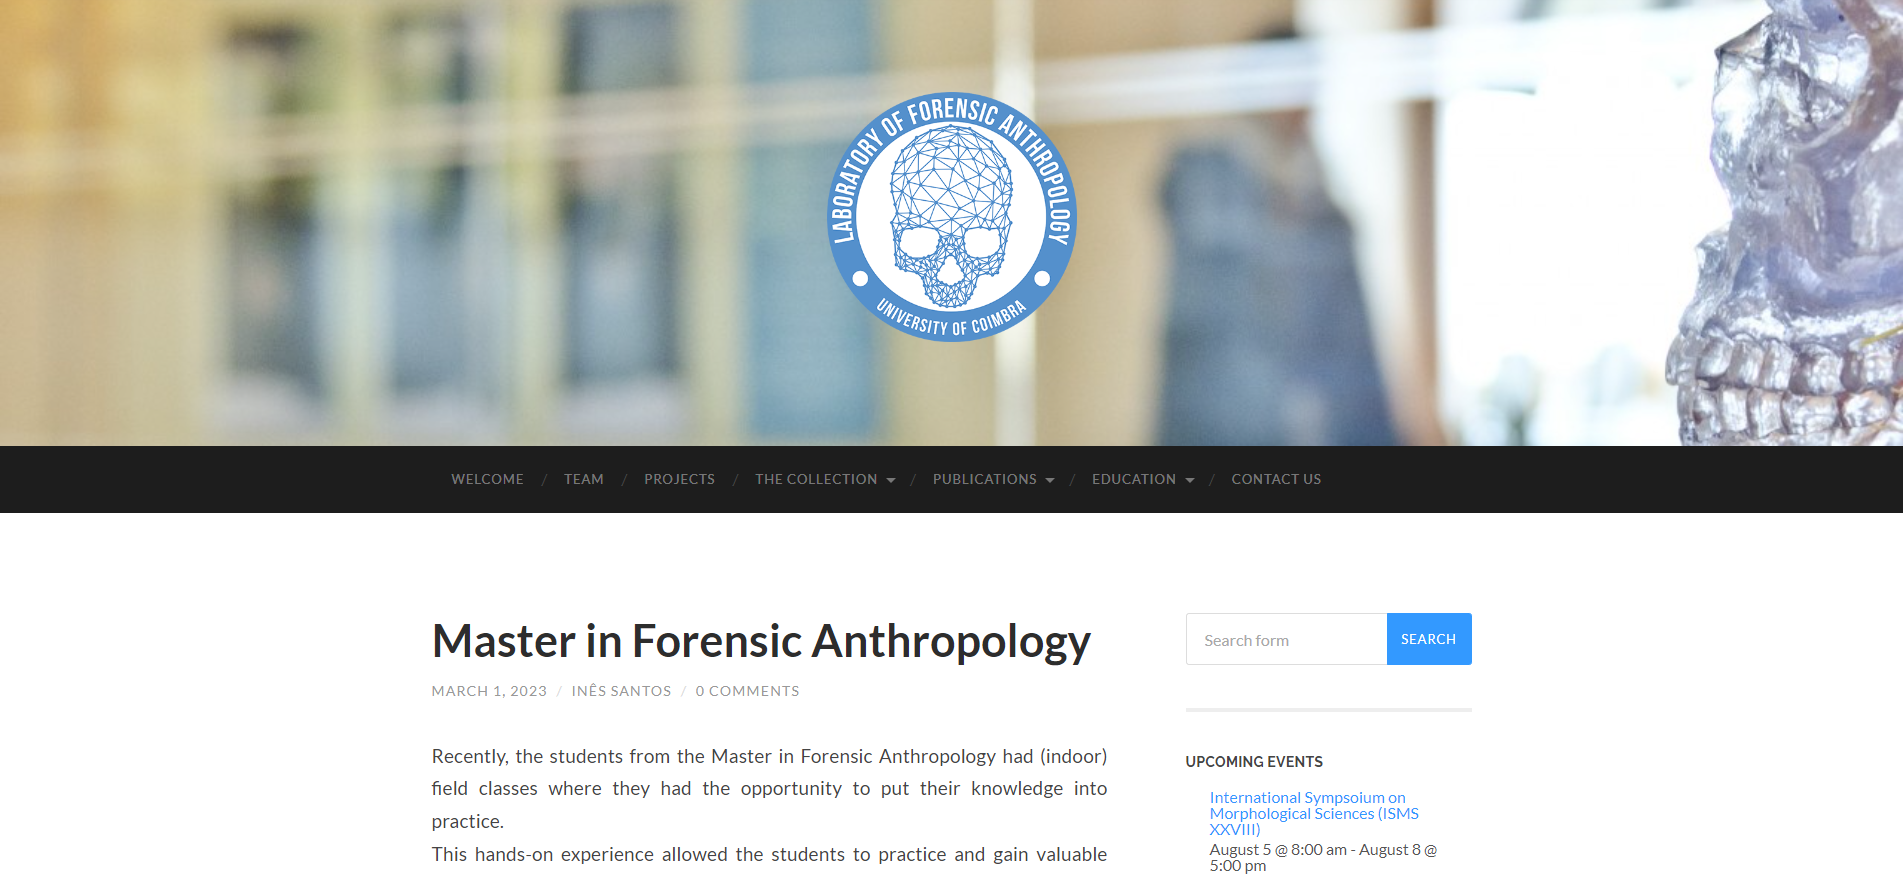 LABORATORY OF FORENSIC ANTHROPOLOGY
UNIVERSITY OF COIMBRA
WELCOME / TEAM / PROJECTS / THE COLLECTION / PUBLICATIONS / EDUCATION / CONTACT US
Master in Forensic Anthropology
MARCH 1, 2023 / INÊS SANTOS / 0 COMMENTS
Recently, the students from the Master in Forensic Anthropology had (indoor)
field classes where they had the opportunity to put their knowledge into
practice.
This hands-on experience allowed the students to practice and gain valuable
Search form
SEARCH
UPCOMING EVENTS
International Sympsoium on
Morphological Sciences (ISMS
XXVIII)
August 5 @ 8:00 am - August 8 @
5:00 pm